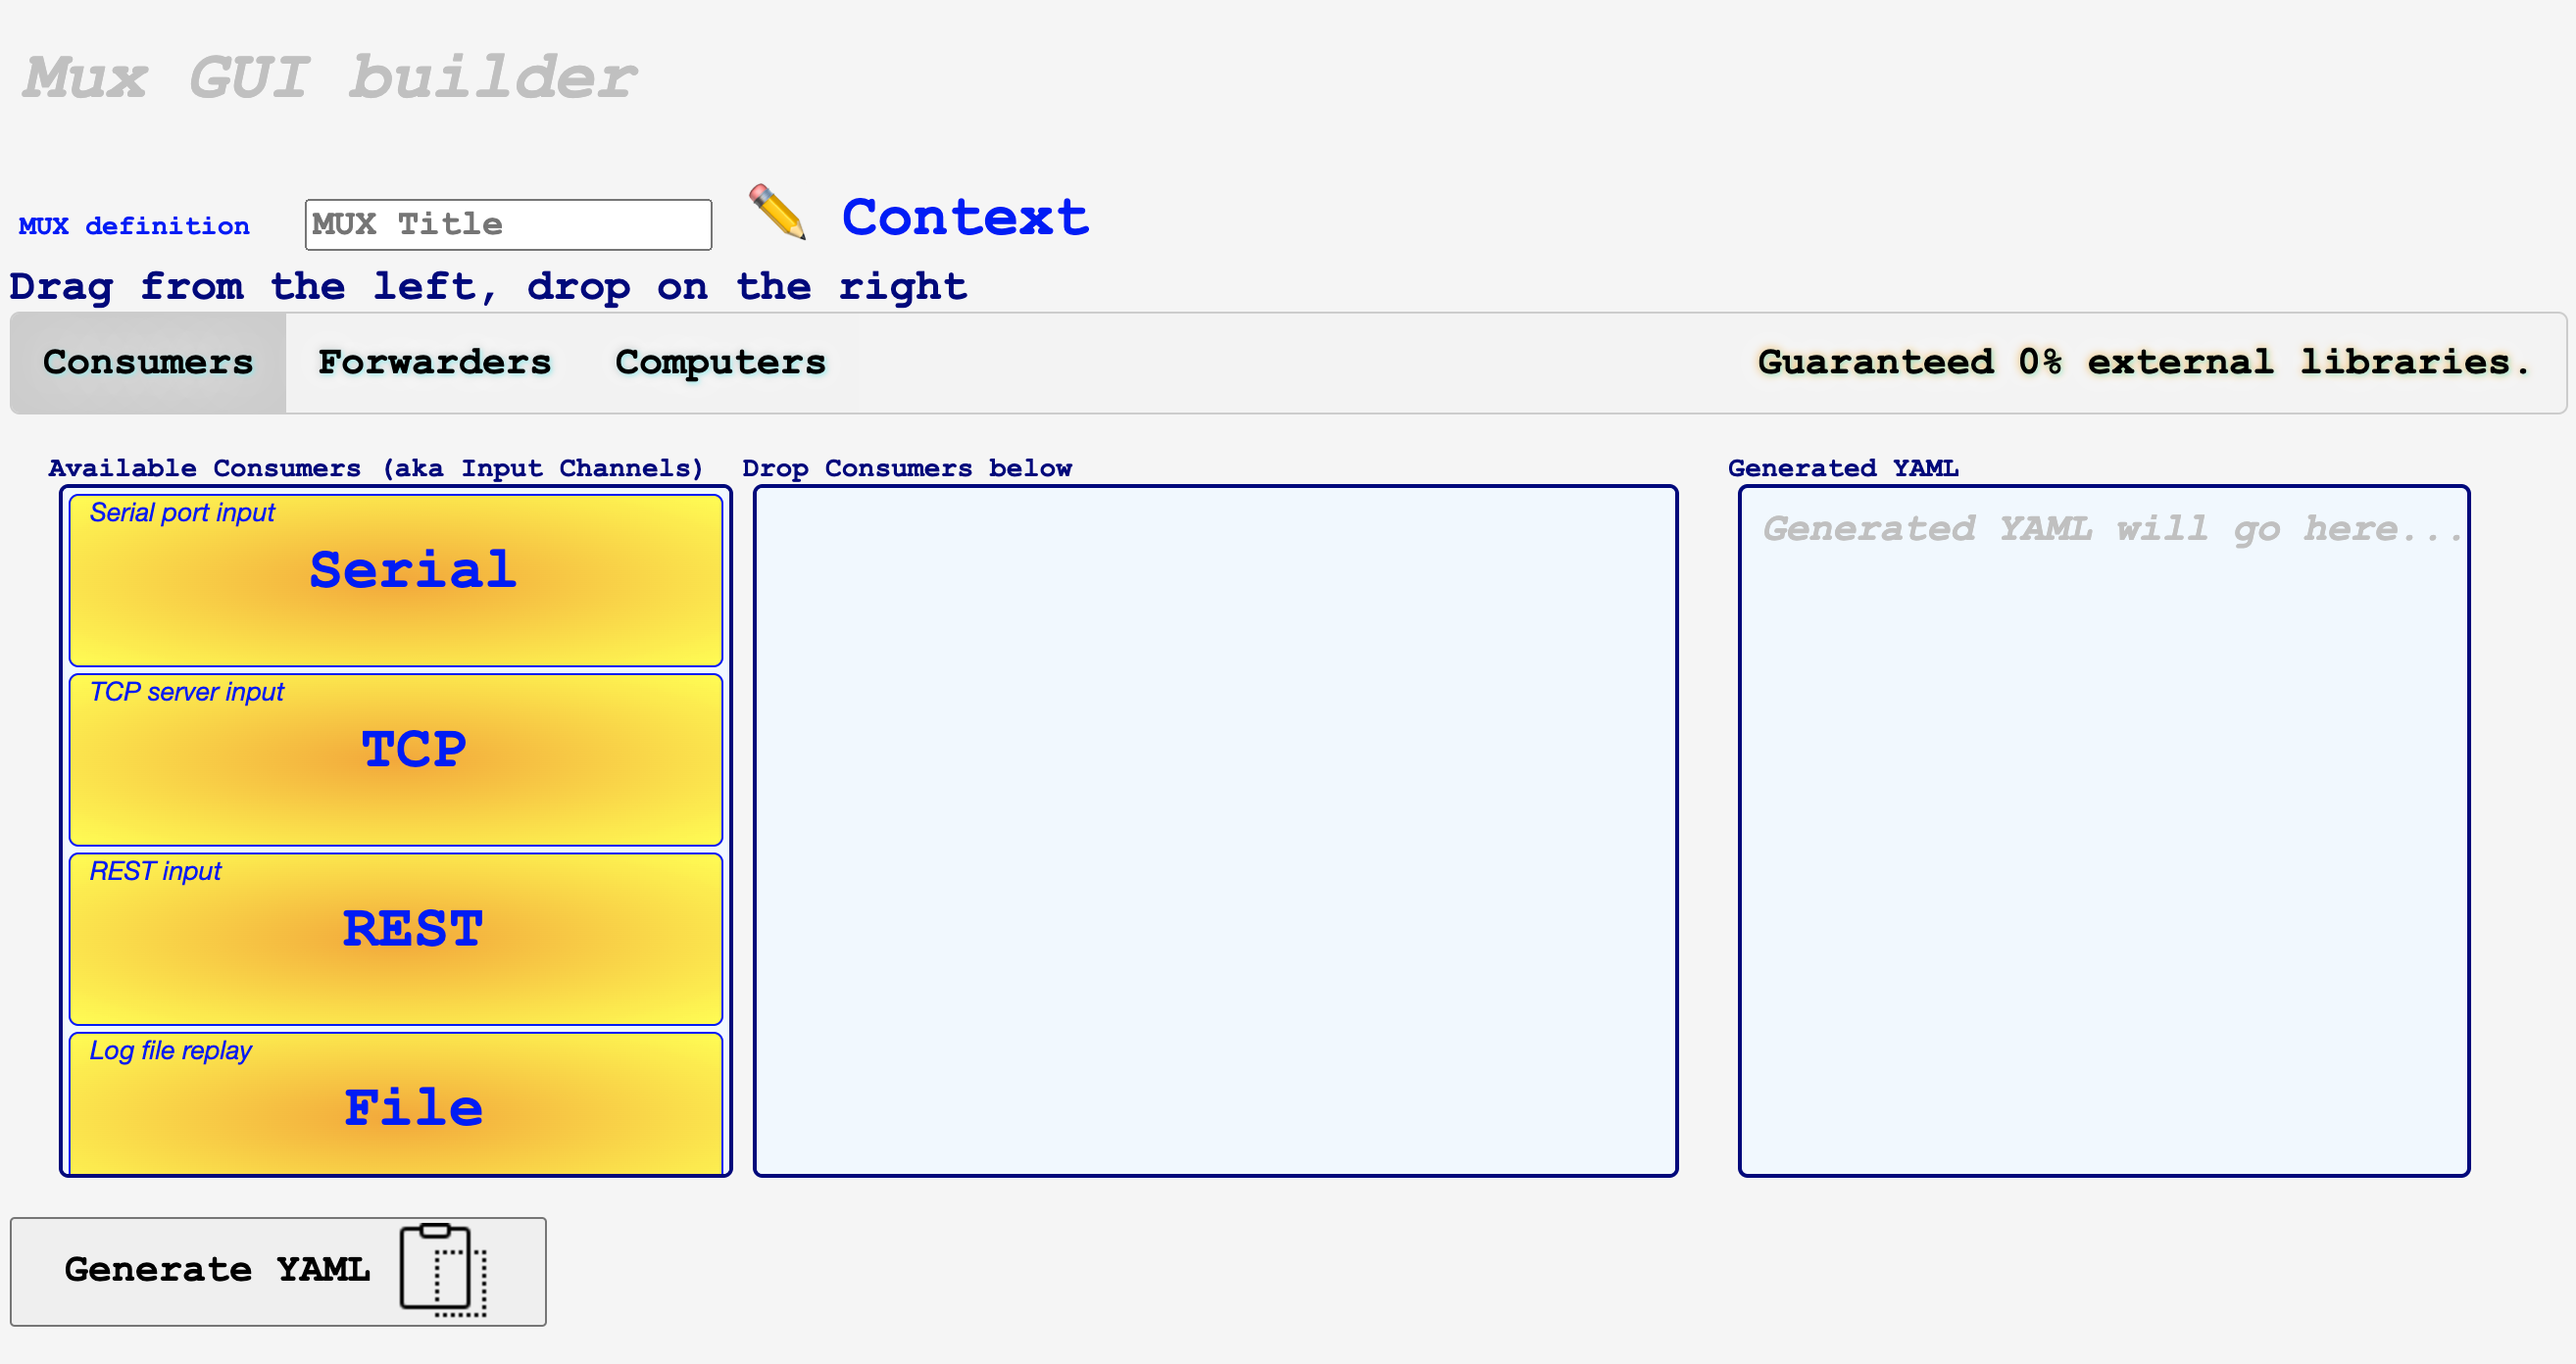 Mux GUI builder
MUX definition
MUX Title
Context
Drag from the left, drop on the right
Consumers
Forwarders
Computers
Guaranteed 0% external libraries.
Available Consumers (aka Input Channels)
Drop Consumers below
Generated YAML
Serial port input
Serial
TCP server input
TCP
REST input
REST
Log file replay
File
Generated YAML will go here...
Generate YAML